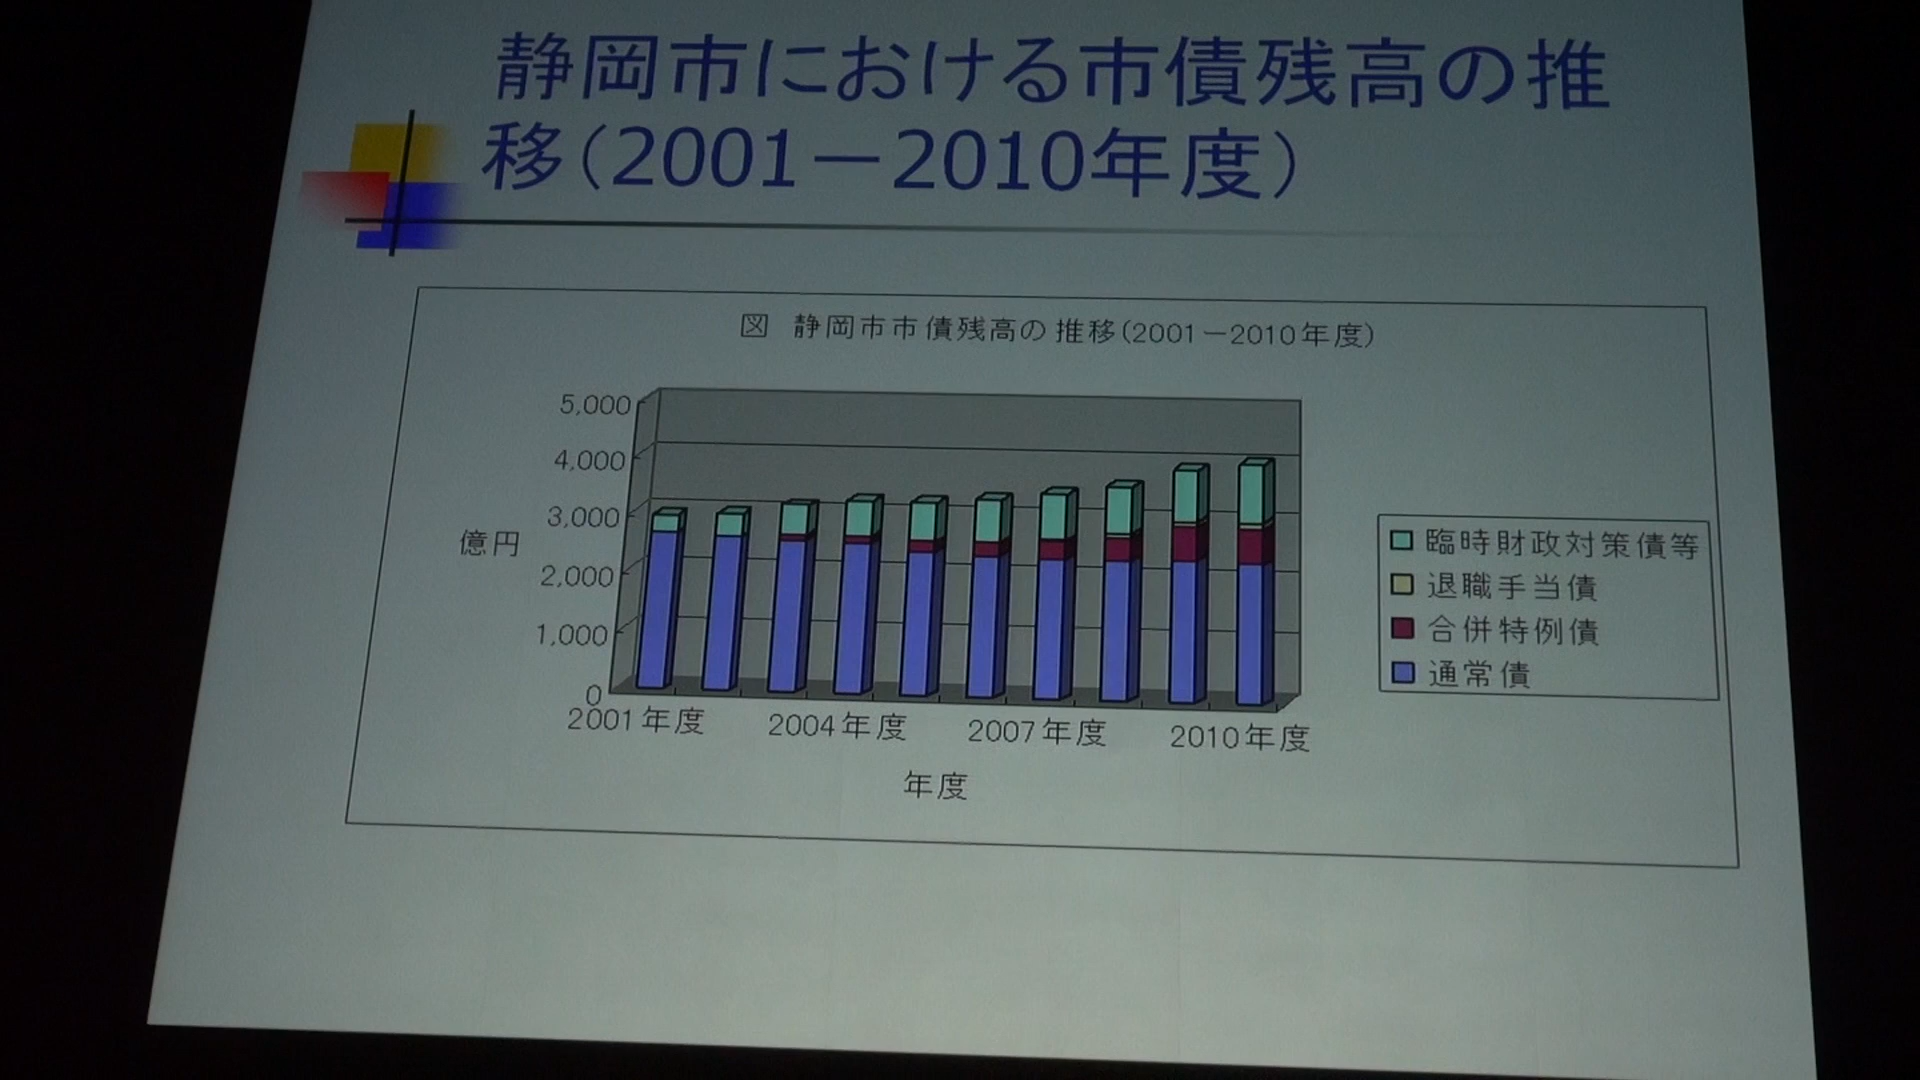 静岡市における市債残高の推
移（2001－2010年度）
図 静岡市市債残高の推移(2001－2010年度)
5,000
4,000
3,000
2,000
1,000
0
億円
2001年度 2004年度 2007年度 2010年度
年度
臨時財政対策債等
退職手当債
合併特例債
通常債